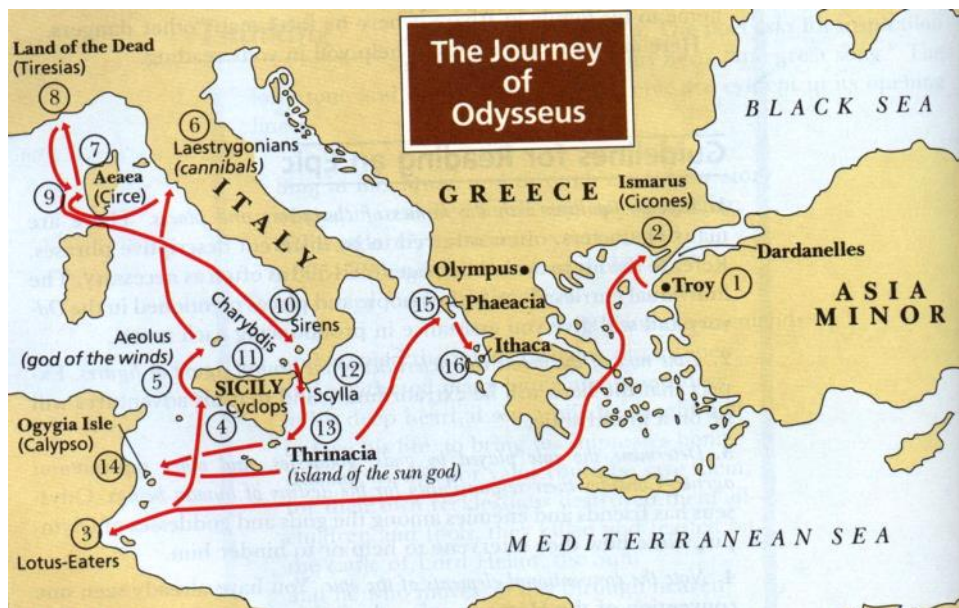 The Journey
of
Odysseus
Land of the Dead
(Tiresias)
8
7
Aeaea
(Circe)
9
6
Laestrygonians
(cannibals)
ITALY
BLACK SEA
GREECE
Ismarus
(Cicones)
2
Dardanelles
Olympus
Troy
1
ASIA
MINOR
15
Phaeacia
Ithaca
16
10
Sirens
Charybdis
11
Aeolus
(god of the winds)
5
12
Scylla
SICILY
Cyclops
4
13
Thrinacia
(island of the sun god)
Ogygia Isle
(Calypso)
14
3
Lotus-Eaters
MEDITERRANEAN SEA